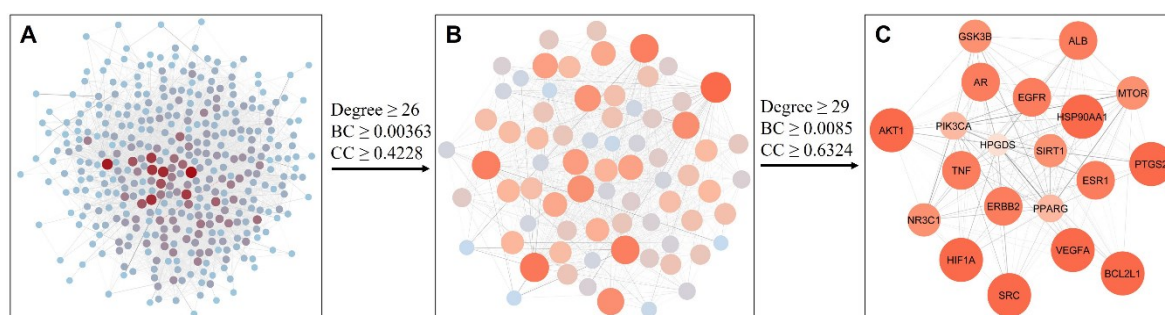 A
Degree ≥ 26
BC ≥ 0.00363
CC ≥ 0.4228
B
Degree ≥ 29
BC ≥ 0.0085
CC ≥ 0.6324
C
GSK3B
ALB
AR
EGFR
MTOR
AKT1
PIK3CA
HSP90AA1
HPGDS
SIRT1
TNF
ESR1
PTGS2
NR3C1
ERBB2
PPARG
HIF1A
VEGFA
BCL2L1
SRC